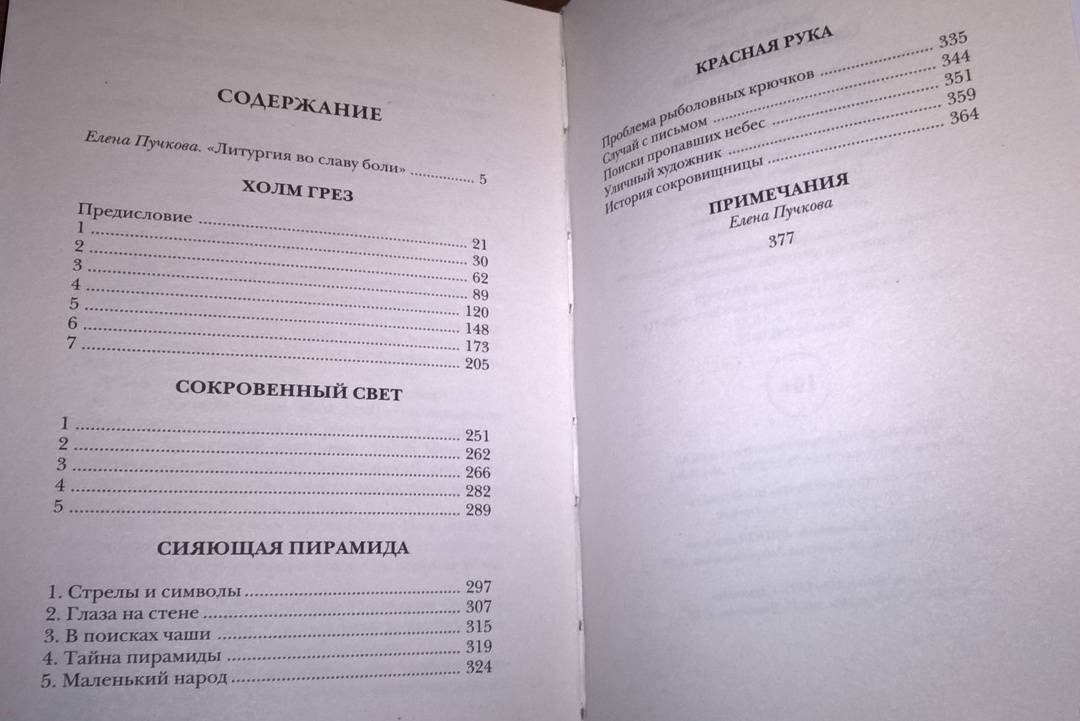 СОДЕРЖАНИЕ
Елена Пучкова. «Литургия во славу боли» 5
ХОЛМ ГРЕЗ
Предисловие 21
1 30
2 62
3 89
4 120
5 148
6 173
7 205
СОКРОВЕННЫЙ СВЕТ
1 251
2 262
3 266
4 282
5 289
СИЯЮЩАЯ ПИРАМИДА
1. Стрелы и символы 297
2. Глаза на стене 307
3. В поисках чаши 315
4. Тайна пирамиды 319
5. Маленький народ 324
КРАСНАЯ РУКА
Проблема рыболовных крючков 335
Случай с письмом 344
Поиски пропавших небес 351
Уличный художник 359
История сокровищницы 364
ПРИМЕЧАНИЯ
Елена Пучкова
377